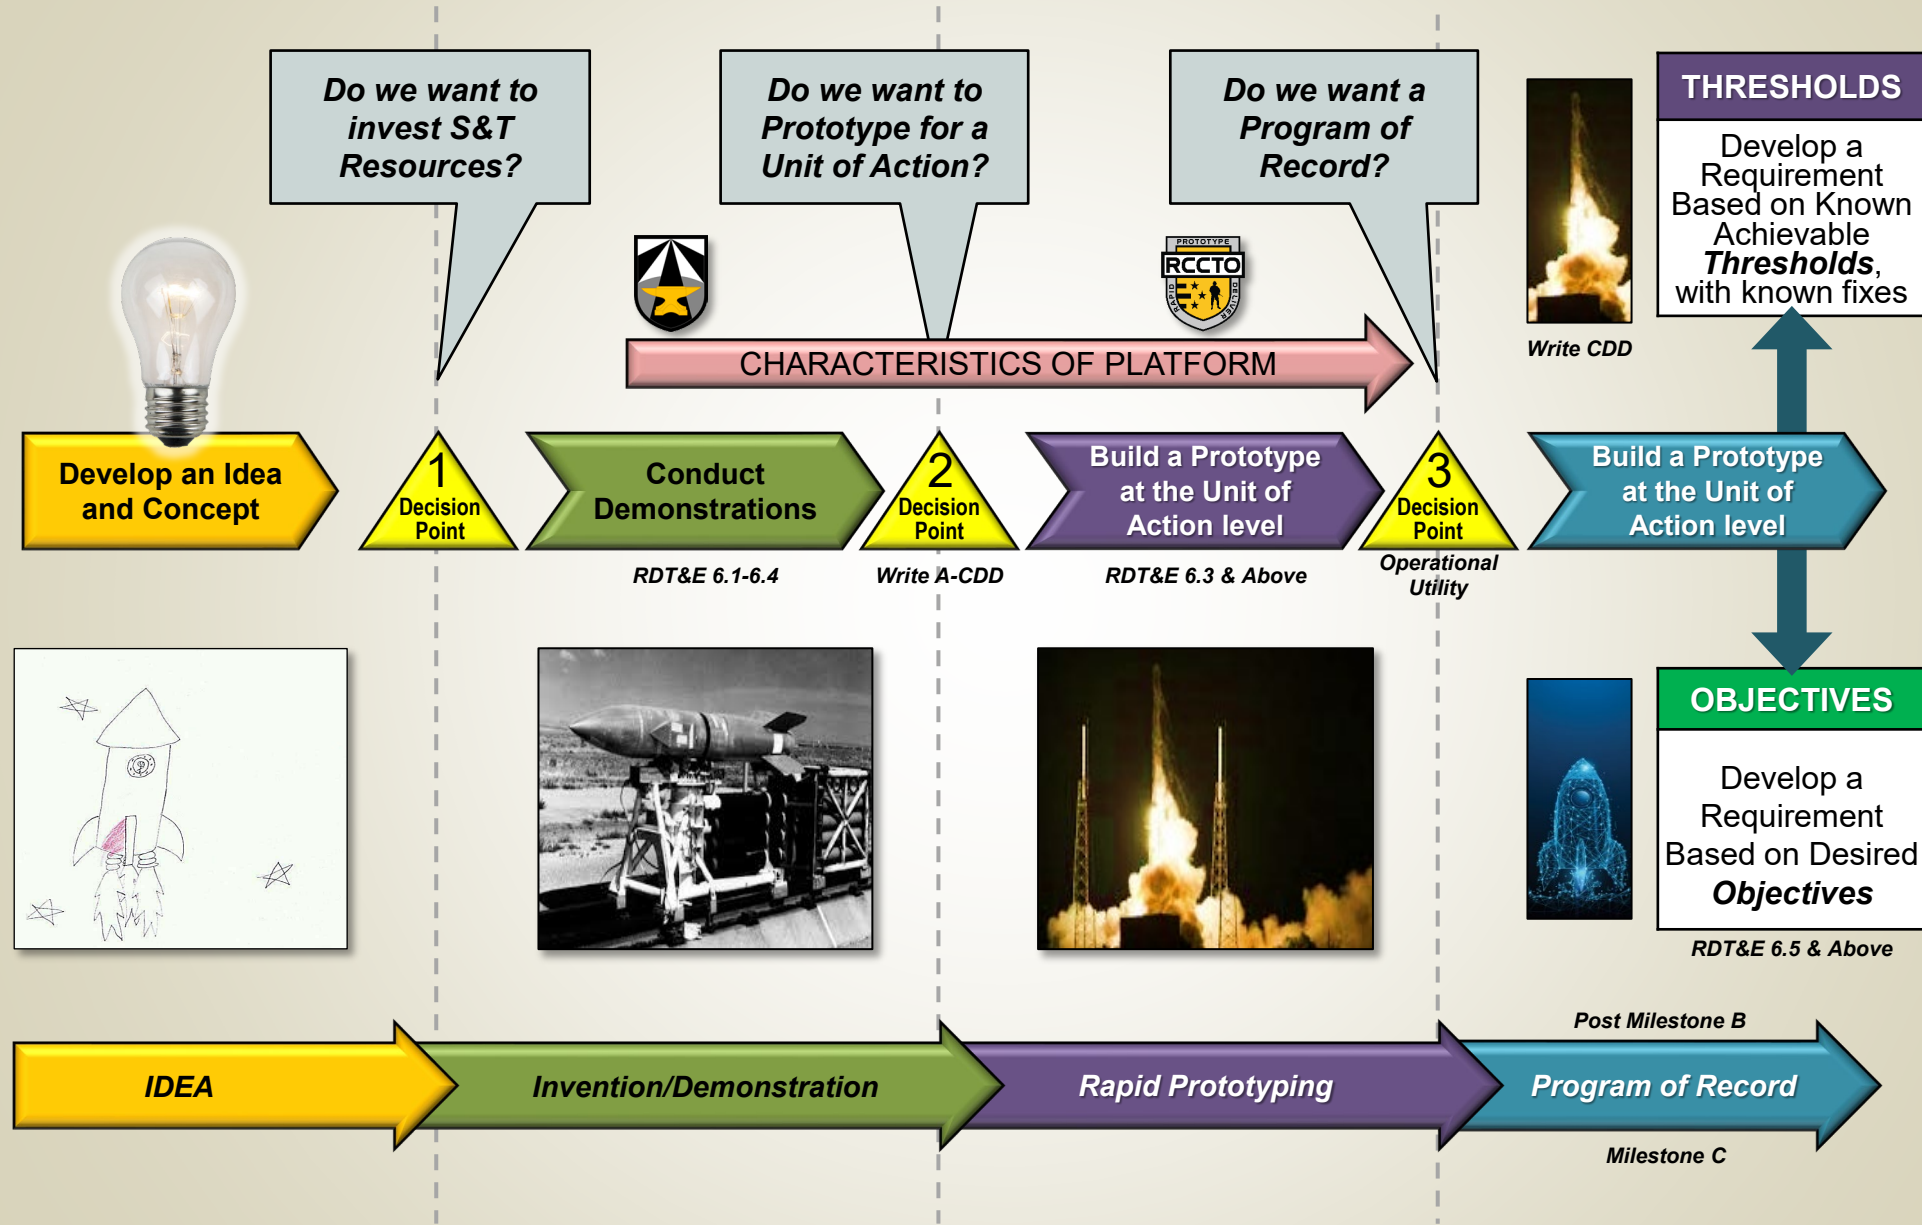 Do we want to
invest S&T
Resources?
Do we want to
Prototype for a
Unit of Action?
Do we want a
Program of
Record?
THRESHOLDS
Develop a
Requirement
Based on Known
Achievable
Thresholds,
with known fixes
Write CDD
PROTOTYPE
RCCTO
RAPID
DELIVER
CHARACTERISTICS OF PLATFORM
Develop an Idea
and Concept
1
Decision
Point
Conduct
Demonstrations
RDT&E 6.1-6.4
2
Decision
Point
Write A-CDD
Build a Prototype
at the Unit of
Action level
RDT&E 6.3 & Above
3
Decision
Point
Operational
Utility
Build a Prototype
at the Unit of
Action level
OBJECTIVES
Develop a
Requirement
Based on Desired
Objectives
RDT&E 6.5 & Above
Post Milestone B
IDEA
Invention/Demonstration
Rapid Prototyping
Program of Record
Milestone C